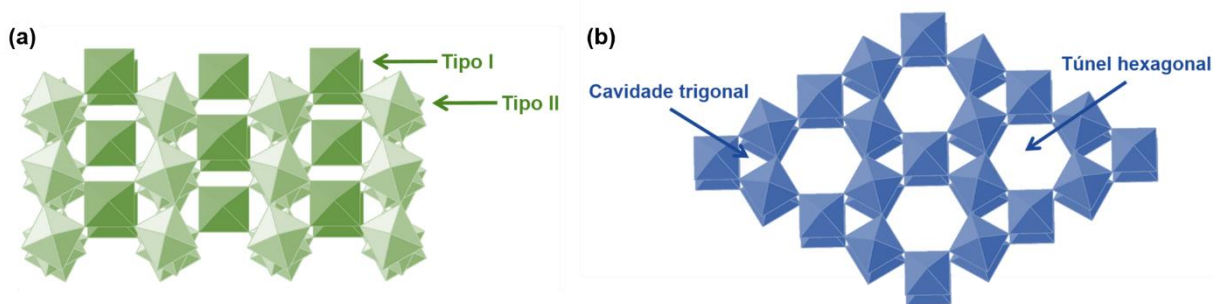 (a)
Tipo I
Tipo II
(b)
Cavidade trigonal
Túnel hexagonal